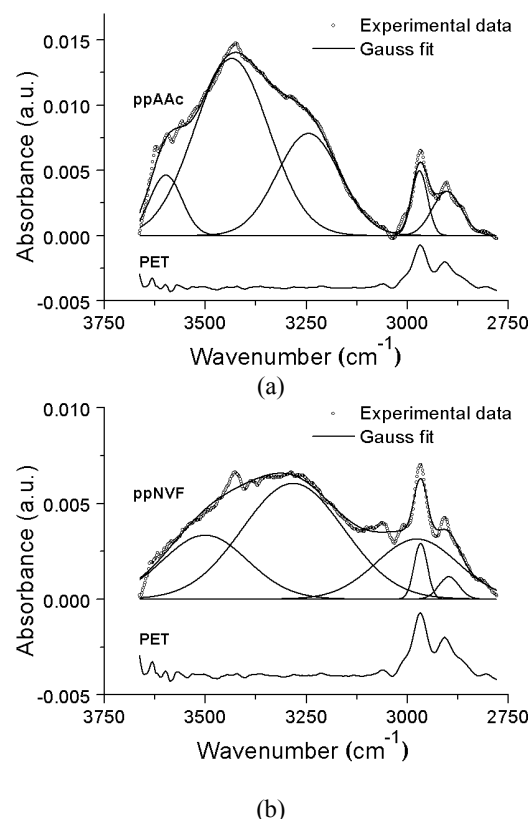 0.015
0.010
0.005
0.000
-0.005
Absorbance (a.u.)
Experimental data
Gauss fit
ppAAc
PET
3750 3500 3250 3000 2750
Wavenumber (cm-1)
(a)
0.010
0.005
0.000
-0.005
Absorbance (a.u.)
Experimental data
Gauss fit
ppNVF
PET
3750 3500 3250 3000 2750
Wavenumber (cm-1)
(b)